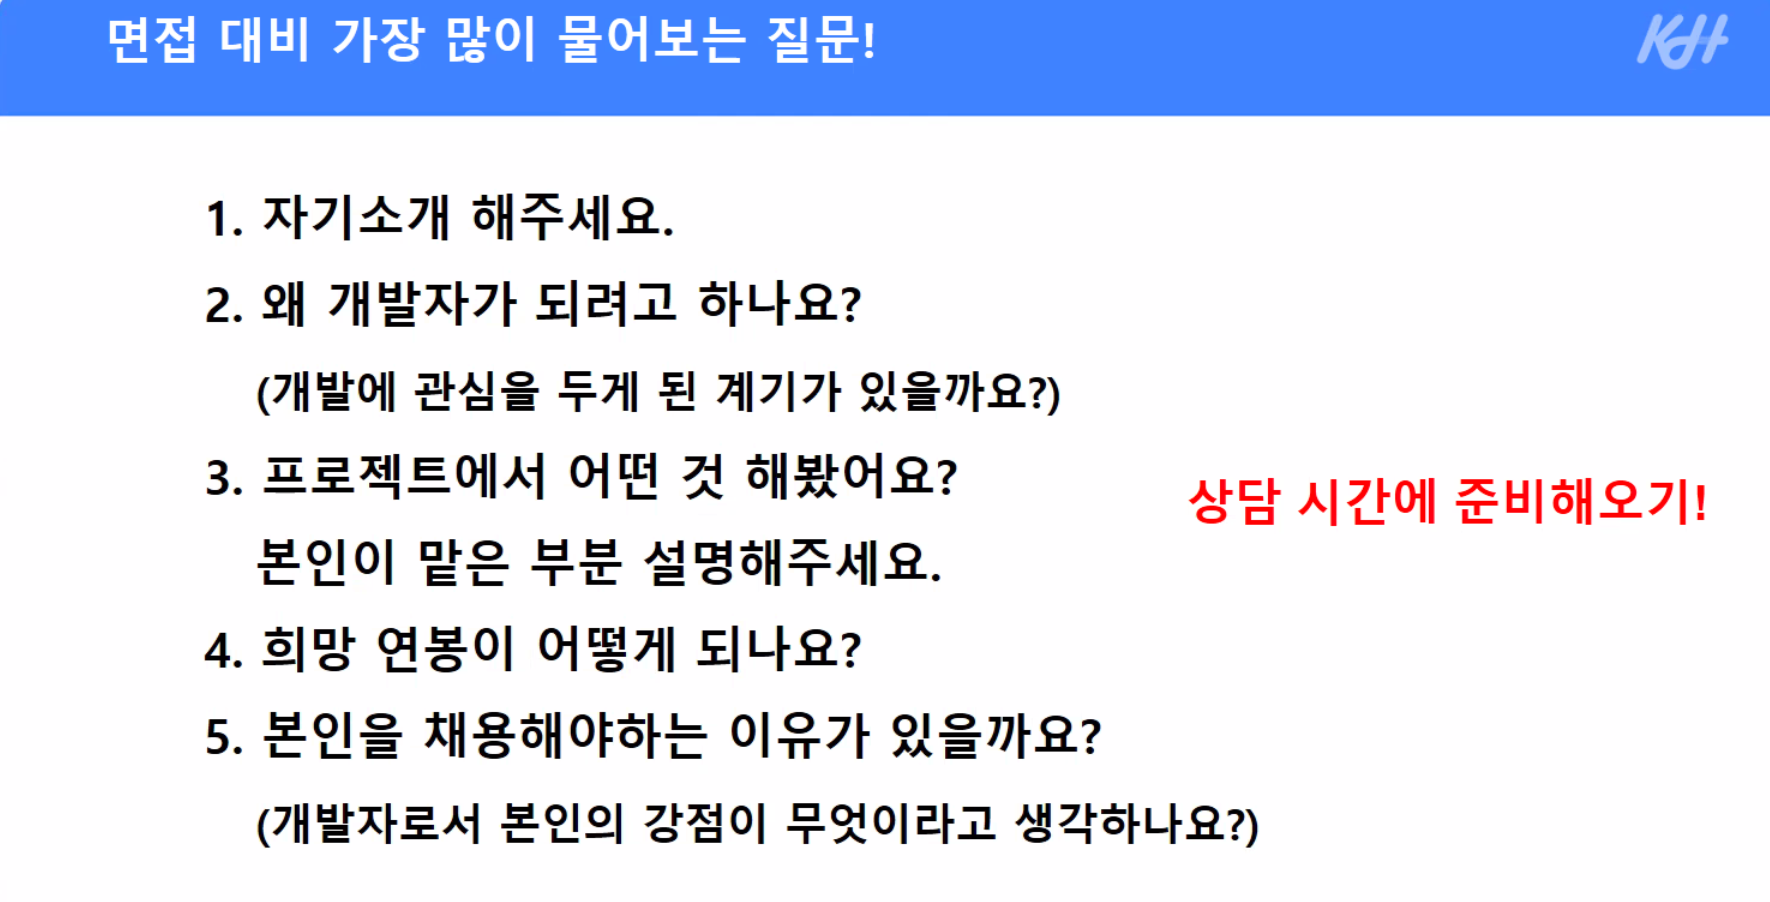 면접 대비 가장 많이 물어보는 질문!
KH
1. 자기소개 해주세요.
2. 왜 개발자가 되려고 하나요?
(개발에 관심을 두게 된 계기가 있을까요?)
3. 프로젝트에서 어떤 것 해봤어요?
본인이 맡은 부분 설명해주세요.
상담 시간에 준비해오기!
4. 희망 연봉이 어떻게 되나요?
5. 본인을 채용해야하는 이유가 있을까요?
(개발자로서 본인의 강점이 무엇이라고 생각하나요?)